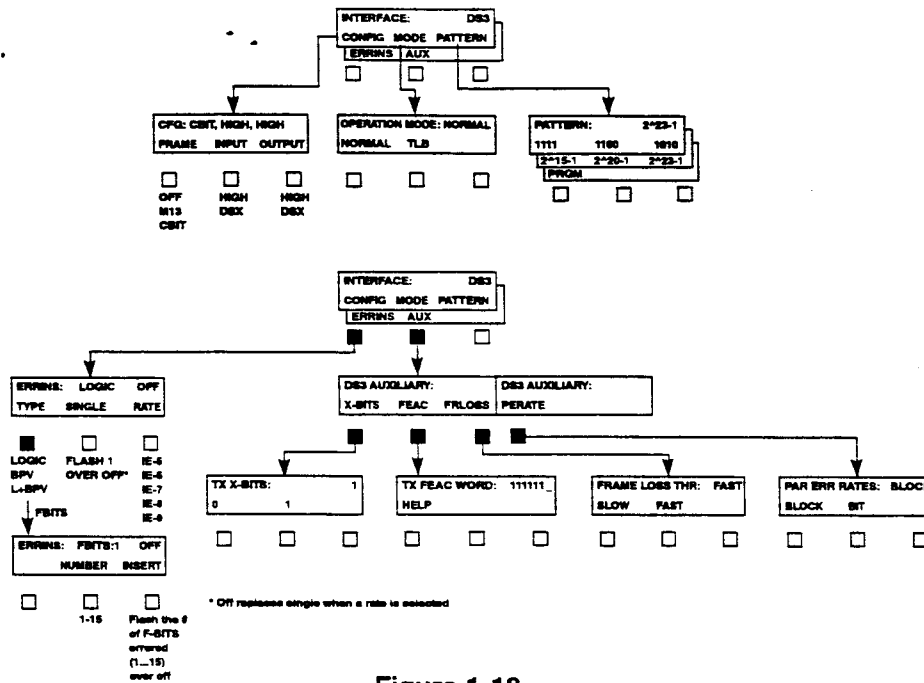 INTERFACE: DS3
CONFIG MODE PATTERN
ERRINS AUX
CFG: CBIT, HIGH, HIGH
FRAME INPUT OUTPUT
OFF HIGH HIGH
M13 DSX DSX
CBIT
OPERATION MODE: NORMAL
NORMAL TLB
PATTERN: 2^23-1
1111 1100 1010
2^15-1 2^20-1 2^23-1
PRGM
INTERFACE: DS3
CONFIG MODE PATTERN
ERRINS AUX
ERRINS: LOGIC OFF
TYPE SINGLE RATE
LOGIC FLASH 1 IE-5
BPV OVER OFF* IE-6
L+BPV IE-7
IE-8
IE-9
FBITS
ERRINS: FBITS:1 OFF
NUMBER INSERT
1-15 Flash the #
of F-BITS
errored
(1...15)
over off
DS3 AUXILIARY:
X-BITS FEAC FRLOSS
DS3 AUXILIARY:
PERATE
TX X-BITS: 1
0 1
TX FEAC WORD: 111111_
HELP
FRAME LOSS THR: FAST
SLOW FAST
PAR ERR RATES: BLOC
BLOCK BIT
* Off replaces single when a rate is selected